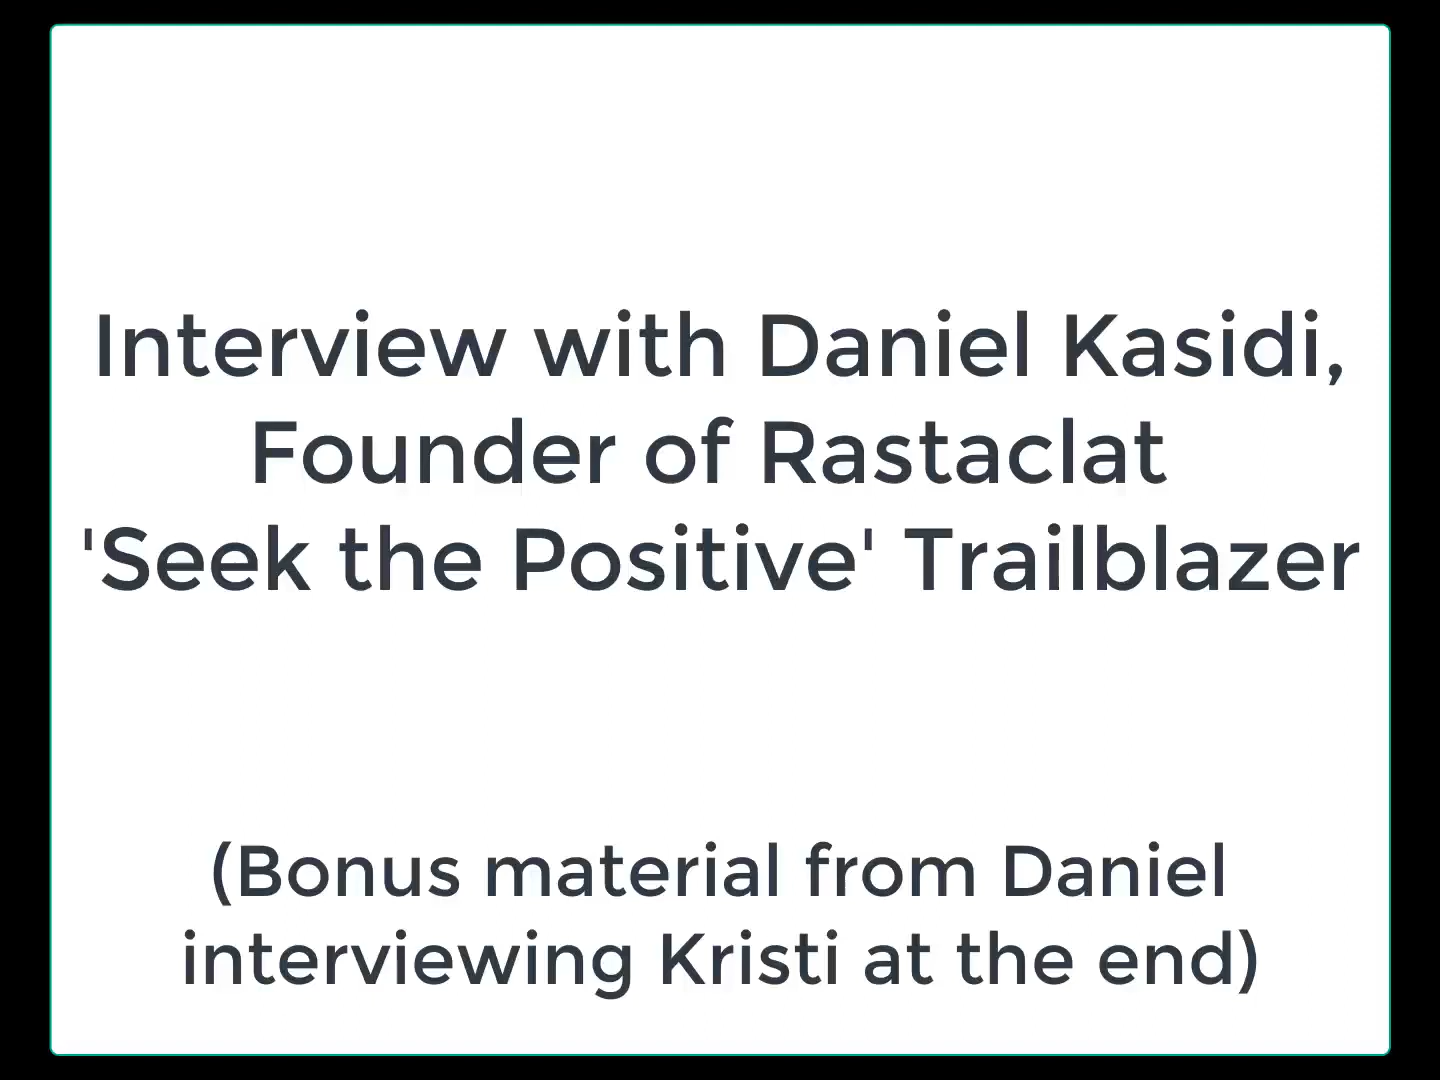 Interview with Daniel Kasidi,
Founder of Rastaclat
'Seek the Positive' Trailblazer
(Bonus material from Daniel
interviewing Kristi at the end)